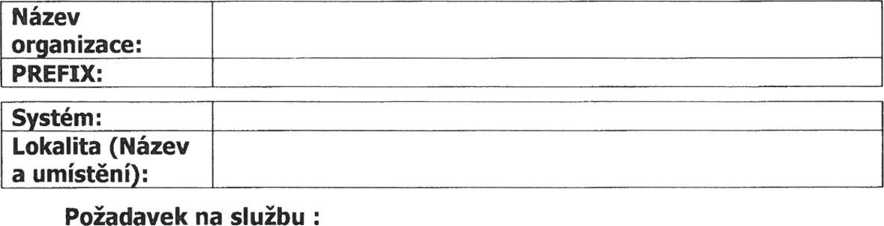 Název
organizace:
PREFIX:
Systém:
Lokalita (Název
a umístění):
Požadavek na službu :